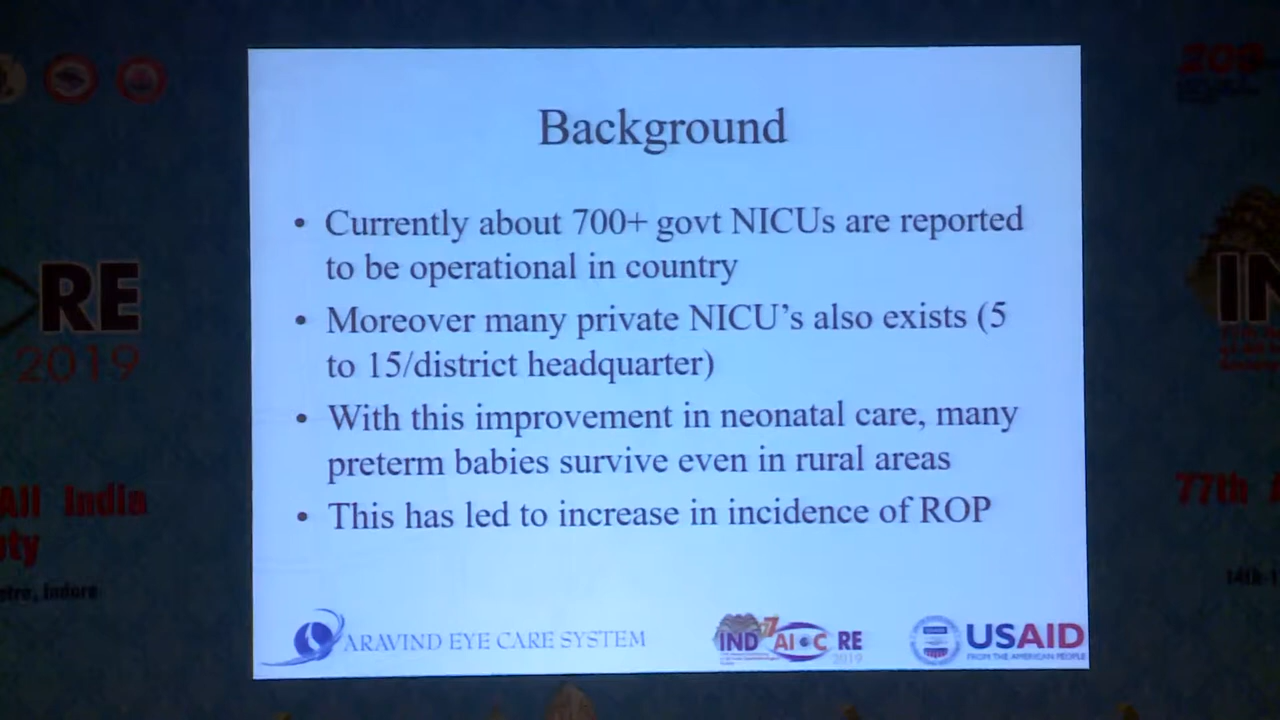 Background
• Currently about 700+ govt NICUs are reported
to be operational in country
• Moreover many private NICU's also exists (5
to 15/district headquarter)
• With this improvement in neonatal care, many
preterm babies survive even in rural areas
• This has led to increase in incidence of ROP
ARAVIND EYE CARE SYSTEM
IND AIOC RE
2019
USAID
FROM THE AMERICAN PEOPLE
RE
2019
All India
Indore
IN
77th